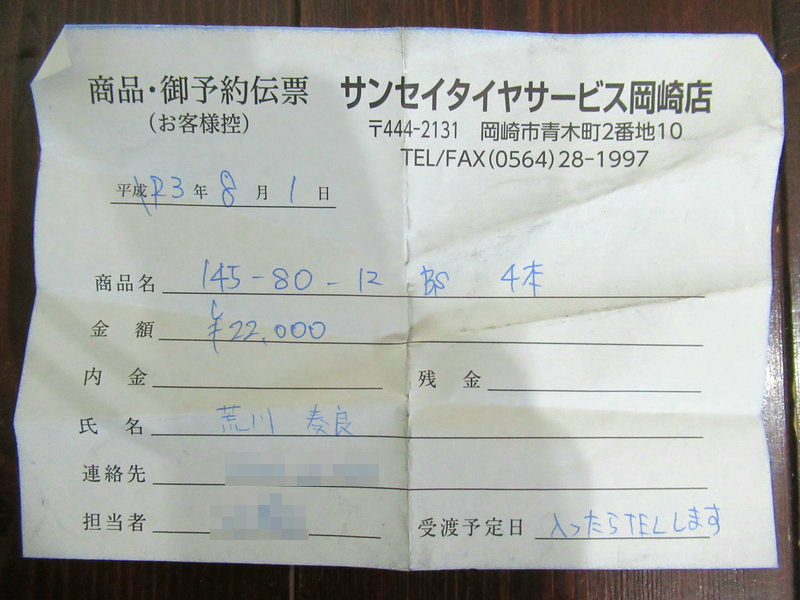 商品・御予約伝票
(お客様控)
サンセイタイヤサービス岡崎店
〒444-2131 岡崎市青木町2番地10
TEL/FAX(0564)28-1997
平成 R3年 8月 1日
商品名 145-80-12 BS 4本
金額 ¥22,000
内金 残金
氏名 荒川 奏良
連絡先
担当者
受渡予定日 入ったらTELします